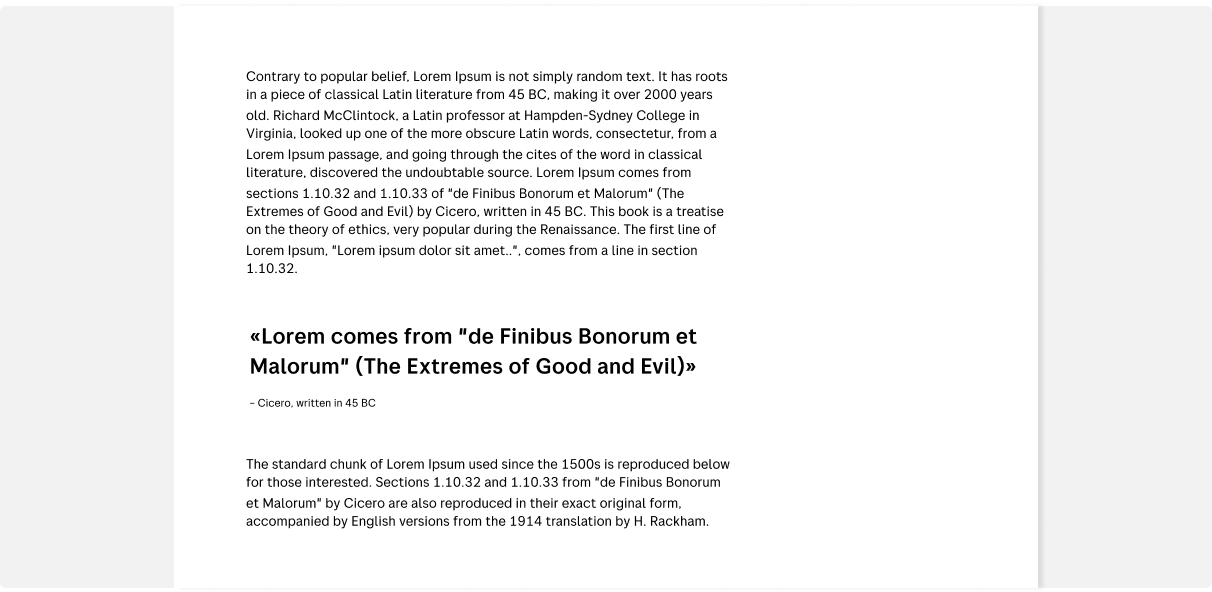 Contrary to popular belief, Lorem Ipsum is not simply random text. It has roots
in a piece of classical Latin literature from 45 BC, making it over 2000 years
old. Richard McClintock, a Latin professor at Hampden-Sydney College in
Virginia, looked up one of the more obscure Latin words, consectetur, from a
Lorem Ipsum passage, and going through the cites of the word in classical
literature, discovered the undoubtable source. Lorem Ipsum comes from
sections 1.10.32 and 1.10.33 of "de Finibus Bonorum et Malorum" (The
Extremes of Good and Evil) by Cicero, written in 45 BC. This book is a treatise
on the theory of ethics, very popular during the Renaissance. The first line of
Lorem Ipsum, "Lorem ipsum dolor sit amet..", comes from a line in section
1.10.32.
«Lorem comes from "de Finibus Bonorum et
Malorum" (The Extremes of Good and Evil)»
– Cicero, written in 45 BC
The standard chunk of Lorem Ipsum used since the 1500s is reproduced below
for those interested. Sections 1.10.32 and 1.10.33 from "de Finibus Bonorum
et Malorum" by Cicero are also reproduced in their exact original form,
accompanied by English versions from the 1914 translation by H. Rackham.